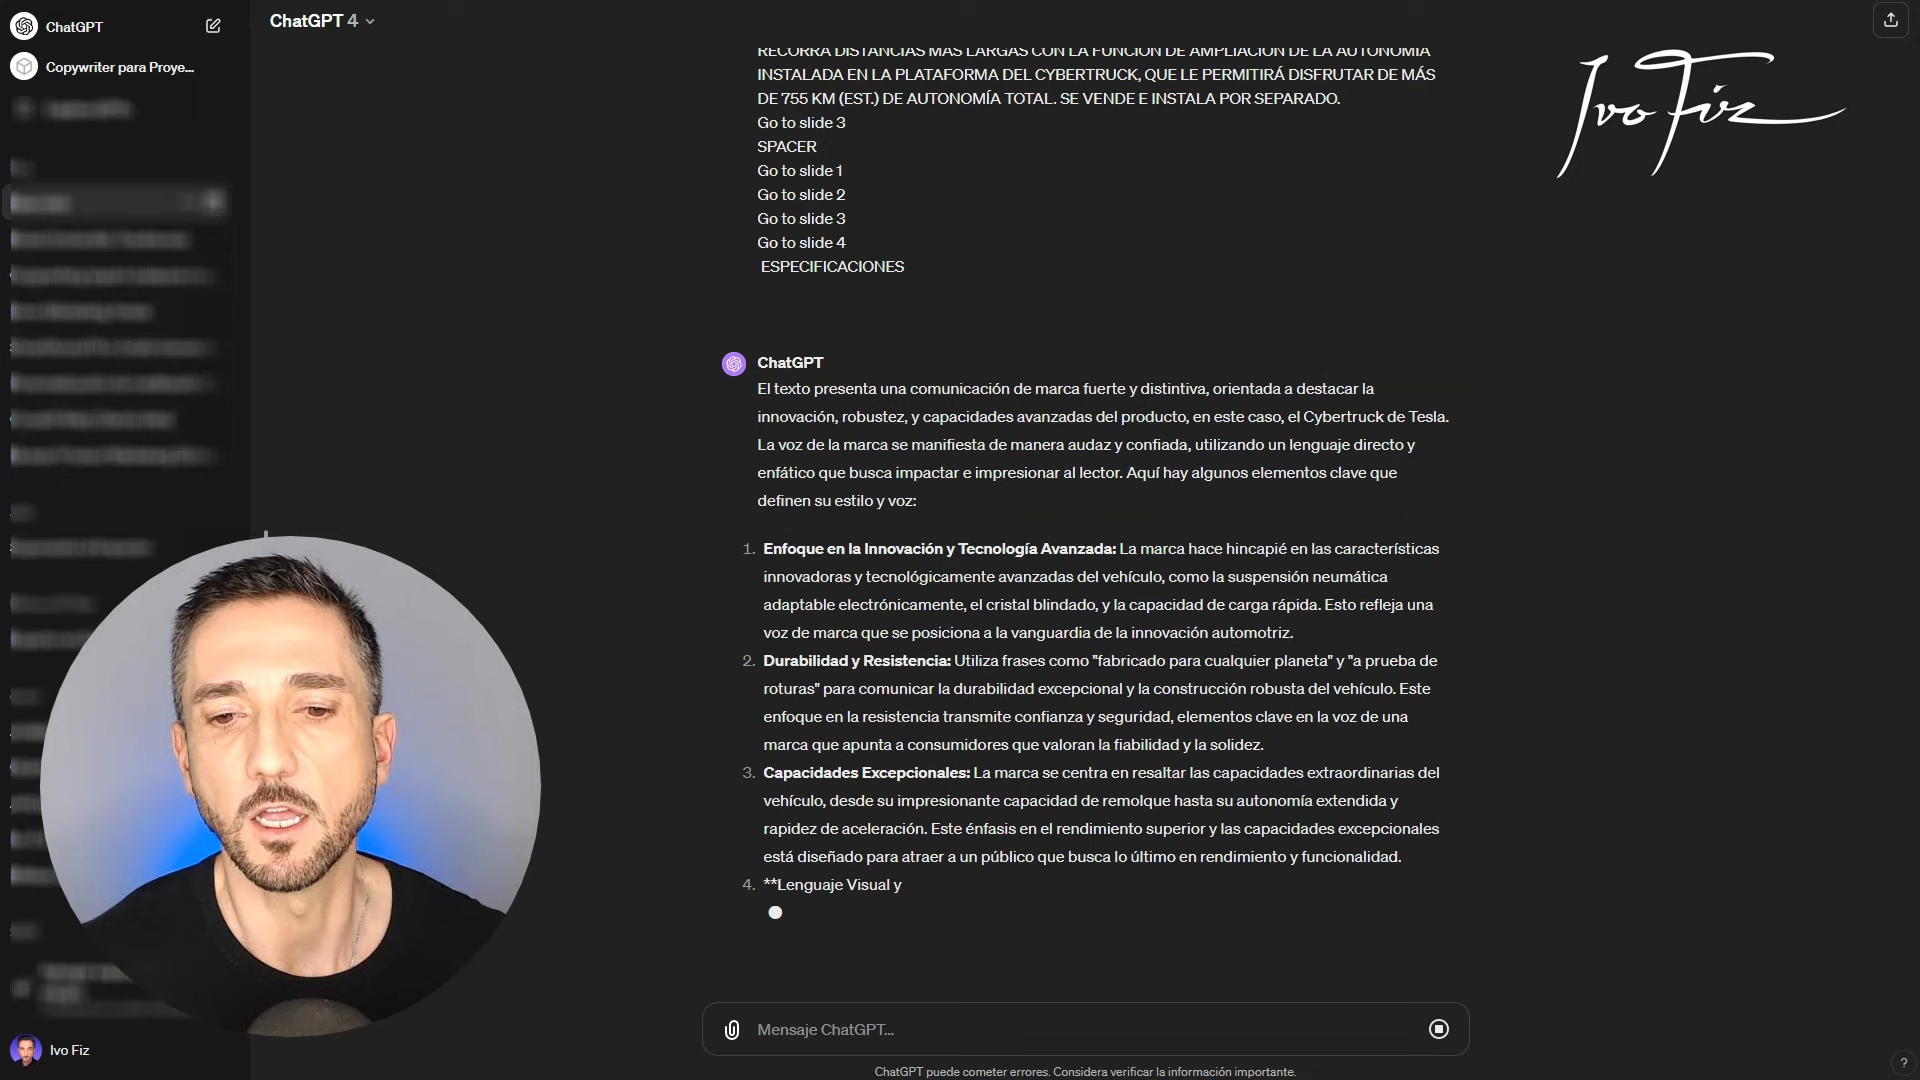 ChatGPT
Copywriter para Proye...
ChatGPT 4
Ivo Fiz
RECORRA DISTANCIAS MÁS LARGAS CON LA FUNCIÓN DE AMPLIACIÓN DE LA AUTONOMÍA
INSTALADA EN LA PLATAFORMA DEL CYBERTRUCK, QUE LE PERMITIRÁ DISFRUTAR DE MÁS
DE 755 KM (EST.) DE AUTONOMÍA TOTAL. SE VENDE E INSTALA POR SEPARADO.
Go to slide 3
SPACER
Go to slide 1
Go to slide 2
Go to slide 3
Go to slide 4
ESPECIFICACIONES
ChatGPT
El texto presenta una comunicación de marca fuerte y distintiva, orientada a destacar la
innovación, robustez, y capacidades avanzadas del producto, en este caso, el Cybertruck de Tesla.
La voz de la marca se manifiesta de manera audaz y confiada, utilizando un lenguaje directo y
enfático que busca impactar e impresionar al lector. Aquí hay algunos elementos clave que
definen su estilo y voz:
1. Enfoque en la Innovación y Tecnología Avanzada: La marca hace hincapié en las características
innovadoras y tecnológicamente avanzadas del vehículo, como la suspensión neumática
adaptable electrónicamente, el cristal blindado, y la capacidad de carga rápida. Esto refleja una
voz de marca que se posiciona a la vanguardia de la innovación automotriz.
2. Durabilidad y Resistencia: Utiliza frases como "fabricado para cualquier planeta" y "a prueba de
roturas" para comunicar la durabilidad excepcional y la construcción robusta del vehículo. Este
enfoque en la resistencia transmite confianza y seguridad, elementos clave en la voz de una
marca que apunta a consumidores que valoran la fiabilidad y la solidez.
3. Capacidades Excepcionales: La marca se centra en resaltar las capacidades extraordinarias del
vehículo, desde su impresionante capacidad de remolque hasta su autonomía extendida y
rapidez de aceleración. Este énfasis en el rendimiento superior y las capacidades excepcionales
está diseñado para atraer a un público que busca lo último en rendimiento y funcionalidad.
4. **Lenguaje Visual y
Mensaje ChatGPT...
Ivo Fiz
ChatGPT puede cometer errores. Considera verificar la información importante.
?